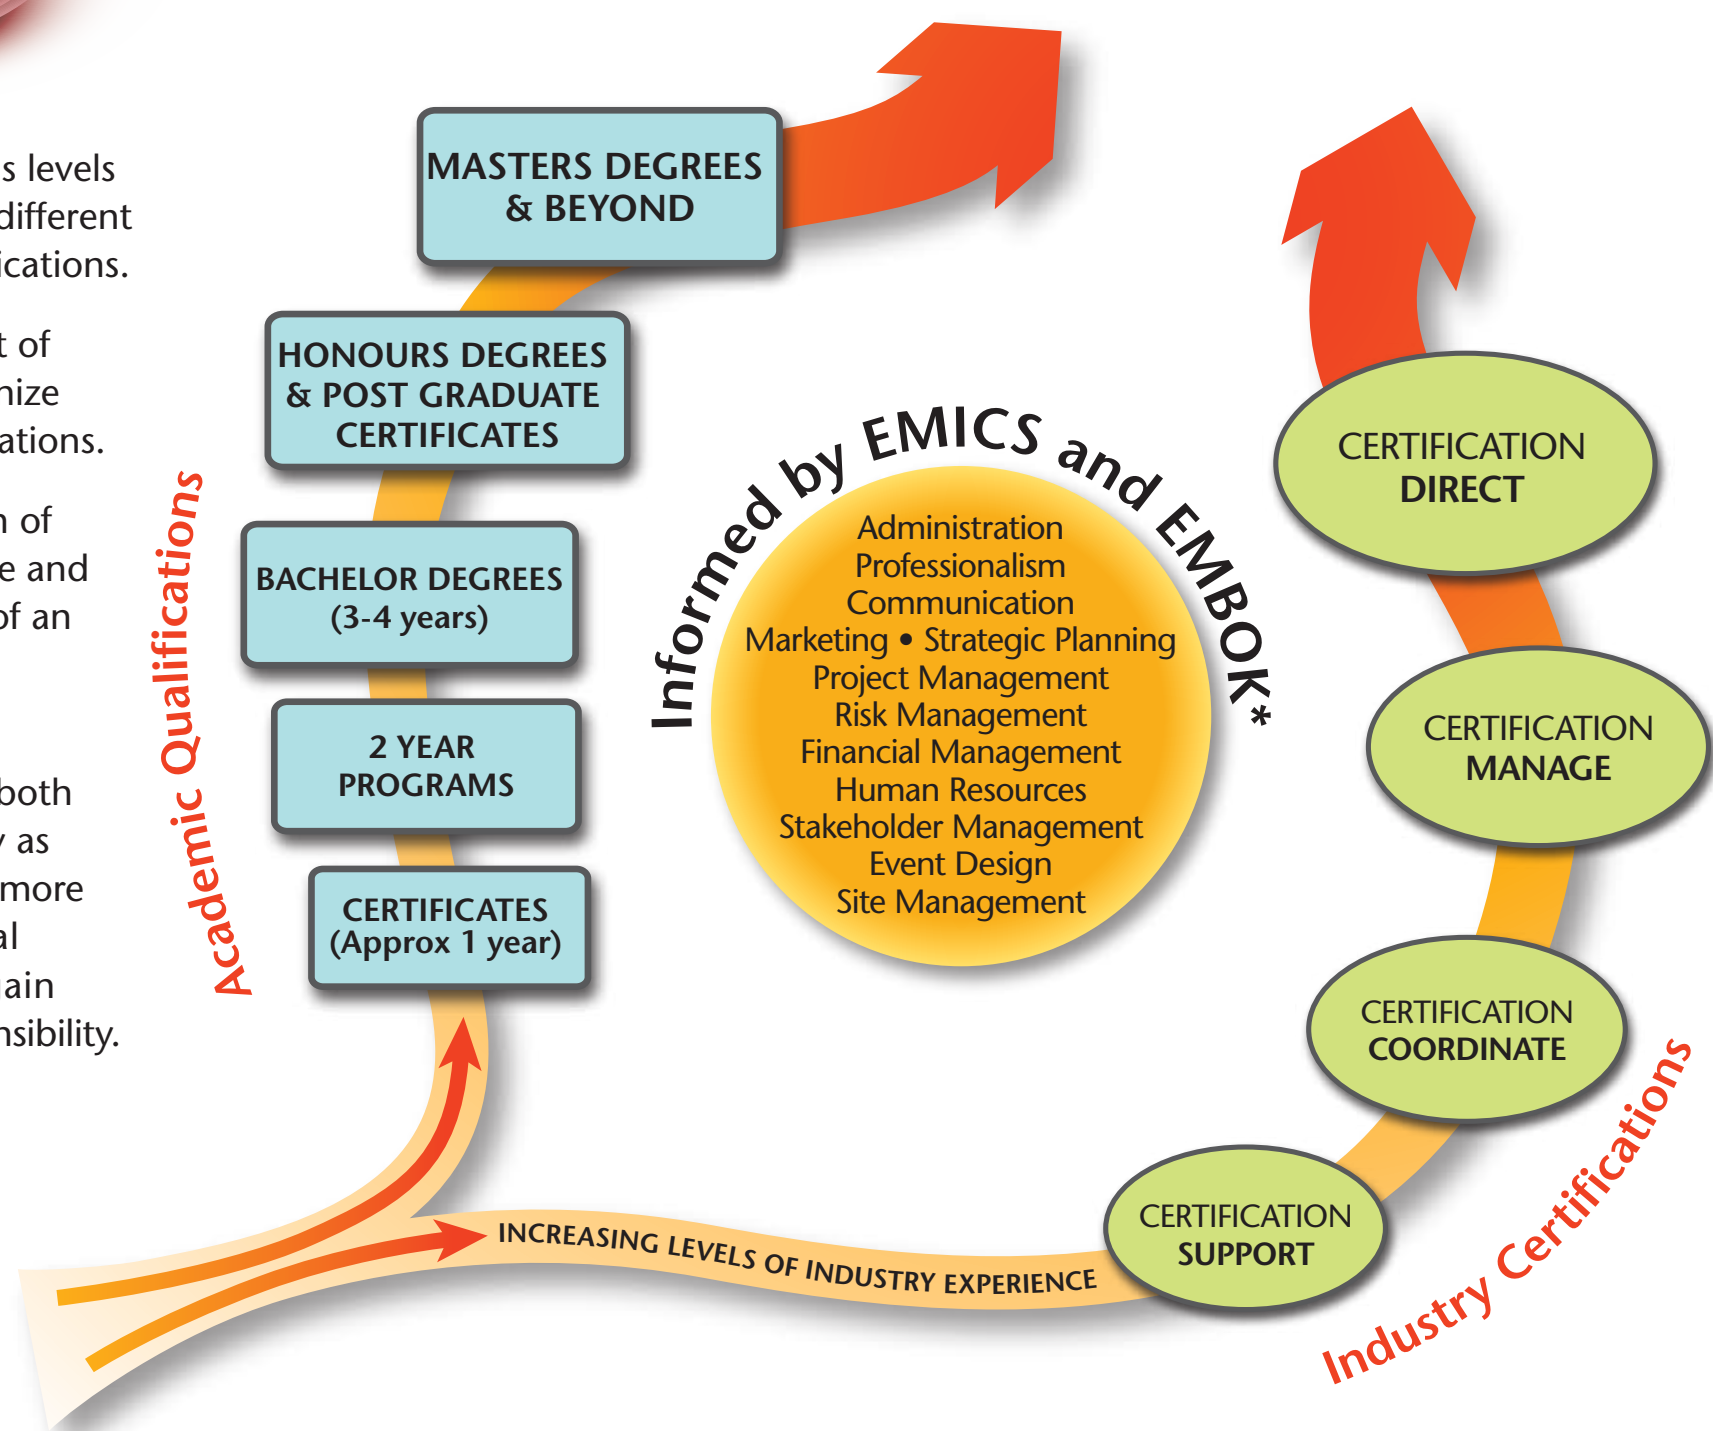 s levels
different
ications.
t of
nize
ations.
n of
e and
of an
both
y as
more
al
ain
nsibility.
Academic Qualifications
MASTERS DEGREES
& BEYOND
HONOURS DEGREES
& POST GRADUATE
CERTIFICATES
BACHELOR DEGREES
(3-4 years)
2 YEAR
PROGRAMS
CERTIFICATES
(Approx 1 year)
Informed by EMICS and EMBOK*
Administration
Professionalism
Communication
Marketing • Strategic Planning
Project Management
Risk Management
Financial Management
Human Resources
Stakeholder Management
Event Design
Site Management
CERTIFICATION
DIRECT
CERTIFICATION
MANAGE
CERTIFICATION
COORDINATE
CERTIFICATION
SUPPORT
INCREASING LEVELS OF INDUSTRY EXPERIENCE
Industry Certifications